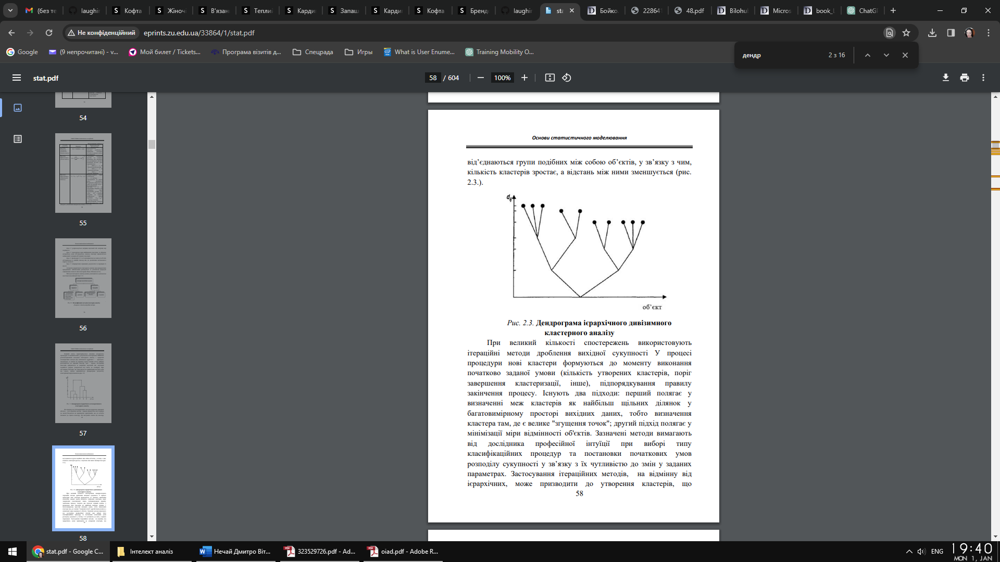 (без те
laughin
Кофта
Жіноч
В'язан
Теплий
Карди
Запаш
Карди
Кофта
Бренд
laughin
sta
Бойко.
22864
48.pdf
Bilohul
Micros
book_L
ChatGP
Не конфіденційний
eprints.zu.edu.ua/33864/1/stat.pdf
Google
(9 непрочитані) - v...
Мой билет / Tickets...
Програма візитів д...
Спецрада
Игры
What is User Enume...
Training Mobility O...
дендр
2 з 16
stat.pdf
58 / 604
100%
54
55
56
57
58
Основи статистичного моделювання
від’єднаються групи подібних між собою об’єктів, у зв’язку з чим,
кількість кластерів зростає, а відстань між ними зменшується (рис.
2.3.).
dij
об’єкт
Рис. 2.3. Дендрограма ієрархічного дивізимного
кластерного аналізу
При великий кількості спостережень використовують
ітераційні методи дроблення вихідної сукупності У процесі
процедури нові кластери формуються до моменту виконання
початково заданої умови (кількість утворених кластерів, поріг
завершення кластеризації, інше), підпорядкування правилу
закінчення процесу. Існують два підходи: перший полягає у
визначенні меж кластерів як найбільш щільних ділянок у
багатовимірному просторі вихідних даних, тобто визначення
кластера там, де є велике "згущення точок"; другий підхід полягає у
мінімізації міри відмінності об'єктів. Зазначені методи вимагають
від дослідника професійної інтуїції при виборі типу
класифікаційних процедур та постановки початкових умов
розподілу сукупності у зв’язку з їх чутливістю до змін у заданих
параметрах. Застосування ітераційних методів, на відмінну від
ієрархічних, може призводити до утворення кластерів, що
58
stat.pdf - Google C...
Інтелект аналіз
Нечай Дмитро Віт...
323529726.pdf - Ad...
oiad.pdf - Adobe R...
ENG
19:40
MON 1, JAN